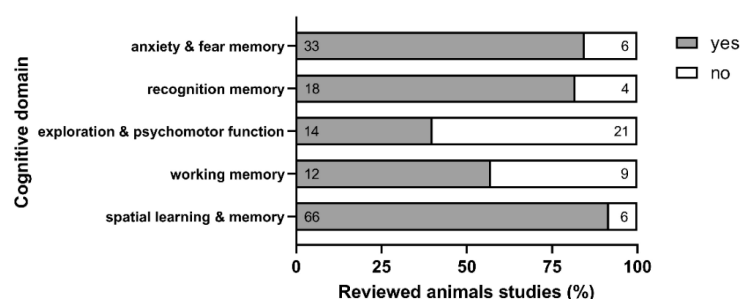 anxiety & fear memory 33 6
recognition memory 18 4
exploration & psychomotor function 14 21
working memory 12 9
spatial learning & memory 66 6
0 25 50 75 100
Reviewed animals studies (%)
Cognitive domain
yes
no